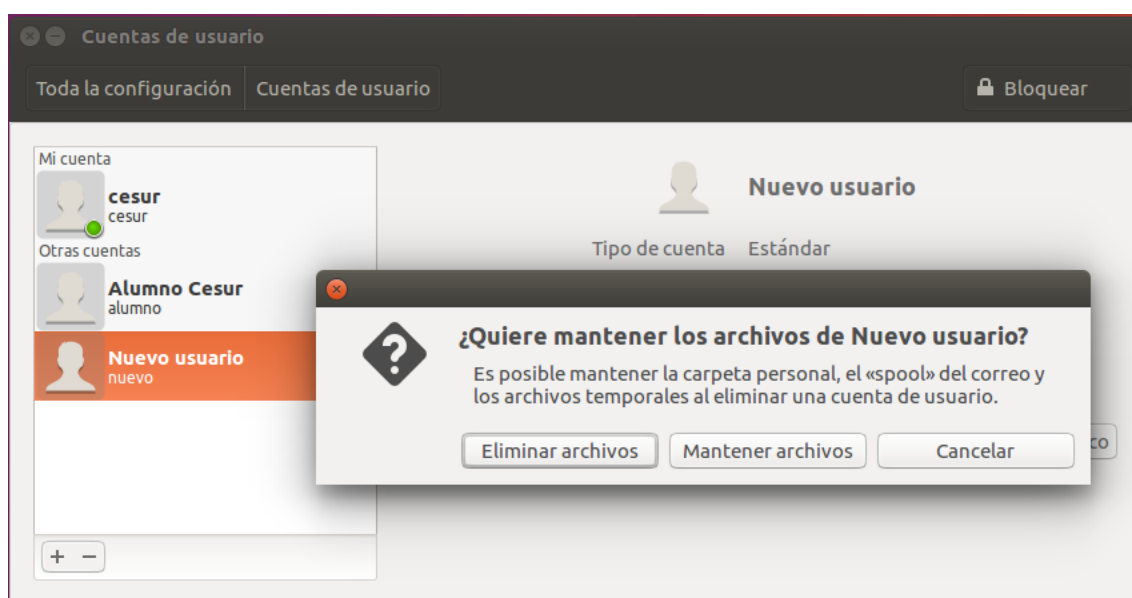 Cuentas de usuario
Toda la configuración Cuentas de usuario Bloquear
Mi cuenta
cesur
cesur
Otras cuentas
Alumno Cesur
alumno
Nuevo usuario
nuevo
Nuevo usuario
Tipo de cuenta Estándar
¿Quiere mantener los archivos de Nuevo usuario?
Es posible mantener la carpeta personal, el «spool» del correo y
los archivos temporales al eliminar una cuenta de usuario.
Eliminar archivos Mantener archivos Cancelar
co
+ −